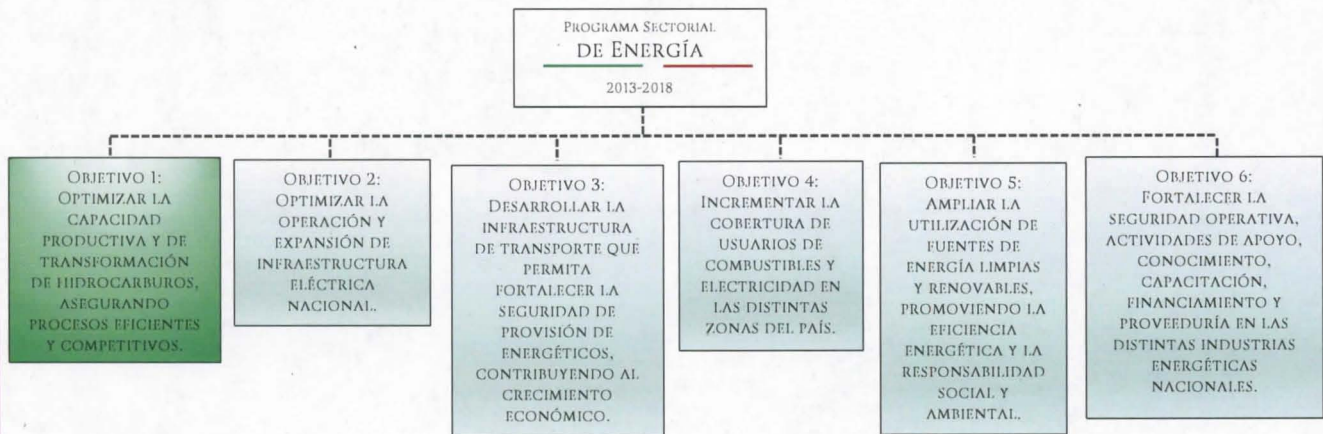 PROGRAMA SECTORIAL
DE ENERGÍA
2013-2018
OBJETIVO 1:
OPTIMIZAR LA
CAPACIDAD
PRODUCTIVA Y DE
TRANSFORMACIÓN
DE HIDROCARBUROS,
ASEGURANDO
PROCESOS EFICIENTES
Y COMPETITIVOS.
OBJETIVO 2:
OPTIMIZAR LA
OPERACIÓN Y
EXPANSIÓN DE
INFRAESTRUCTURA
ELÉCTRICA
NACIONAL.
OBJETIVO 3:
DESARROLLAR LA
INFRAESTRUCTURA
DE TRANSPORTE QUE
PERMITA
FORTALECER LA
SEGURIDAD DE
PROVISIÓN DE
ENERGÉTICOS,
CONTRIBUYENDO AL
CRECIMIENTO
ECONÓMICO.
OBJETIVO 4:
INCREMENTAR LA
COBERTURA DE
USUARIOS DE
COMBUSTIBLES Y
ELECTRICIDAD EN
LAS DISTINTAS
ZONAS DEL PAÍS.
OBJETIVO 5:
AMPLIAR LA
UTILIZACIÓN DE
FUENTES DE
ENERGÍA LIMPIAS
Y RENOVABLES,
PROMOVIENDO LA
EFICIENCIA
ENERGÉTICA Y LA
RESPONSABILIDAD
SOCIAL Y
AMBIENTAL.
OBJETIVO 6:
FORTALECER LA
SEGURIDAD OPERATIVA,
ACTIVIDADES DE APOYO,
CONOCIMIENTO,
CAPACITACIÓN,
FINANCIAMIENTO Y
PROVEEDURÍA EN LAS
DISTINTAS INDUSTRIAS
ENERGÉTICAS
NACIONALES.